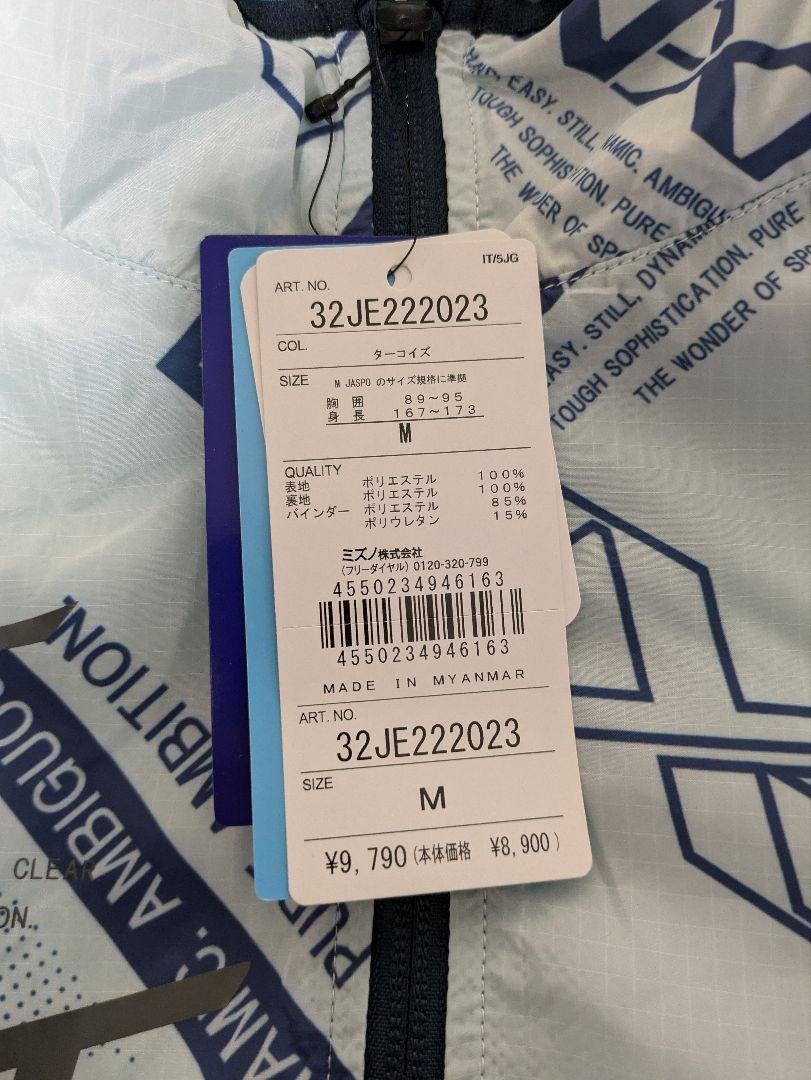 IT/5JG
ART. NO.
32JE222023
COL.
ターコイズ
SIZE M JASPO のサイズ規格に準拠
胸囲 89~95
身長 167~173
M
QUALITY
表地 ポリエステル 100%
裏地 ポリエステル 100%
バインダー ポリエステル 85%
ポリウレタン 15%
ミズノ株式会社
(フリーダイヤル) 0120-320-799
4550234946163
4550234946163
MADE IN MYANMAR
ART. NO.
32JE222023
SIZE
M
¥9,790 (本体価格 ¥8,900)
EASY. STILL, AMBIGU
TOUGH PURE
THE OF SP
EASY. STILL, DYNAMIC
TOUGH SOPHISTICATION. PURE
THE WONDER OF SP
AMBITION
AMBIGUO
CLEAR
ON.
NAMIC.
PURE